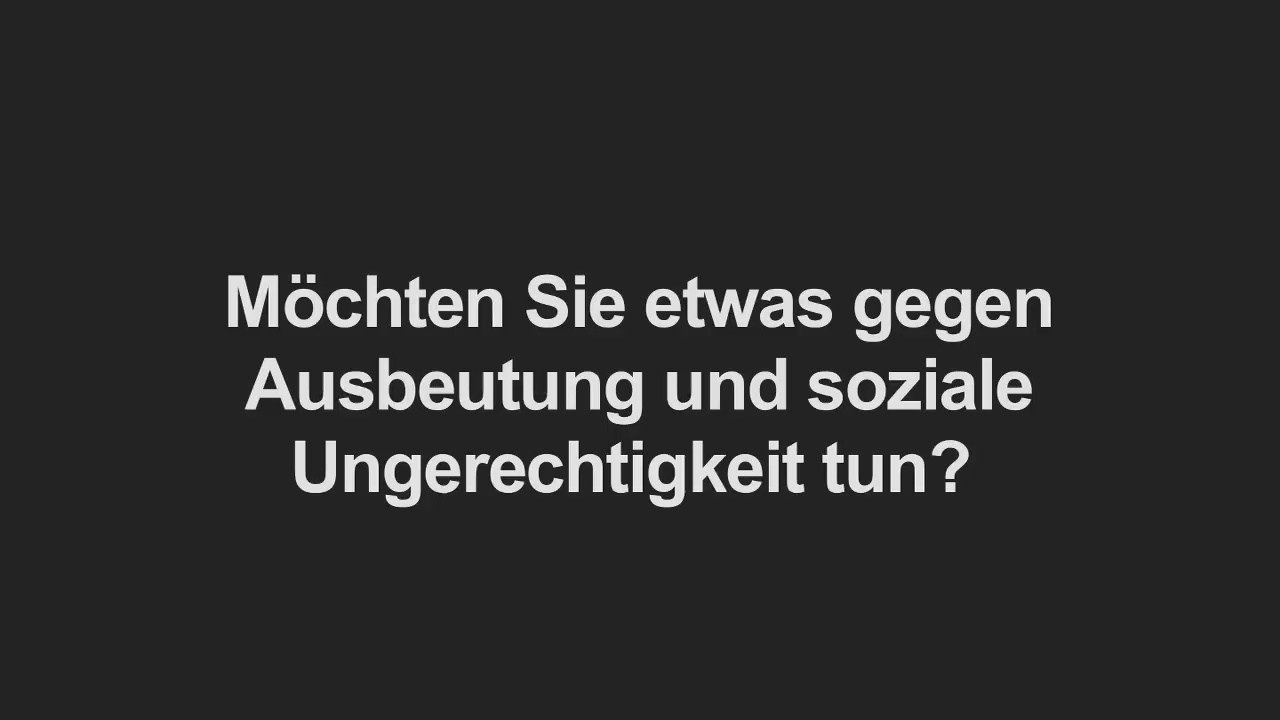 Möchten Sie etwas gegen
Ausbeutung und soziale
Ungerechtigkeit tun?